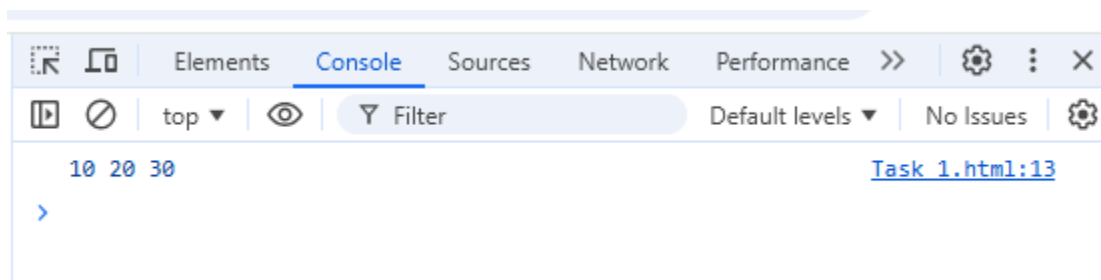 Elements Console Sources Network Performance
top Filter Default levels No Issues
10 20 30 Task 1.html:13